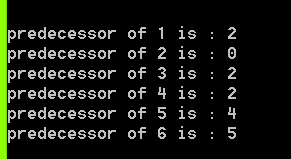 predecessor of 1 is : 2
predecessor of 2 is : 0
predecessor of 3 is : 2
predecessor of 4 is : 2
predecessor of 5 is : 4
predecessor of 6 is : 5